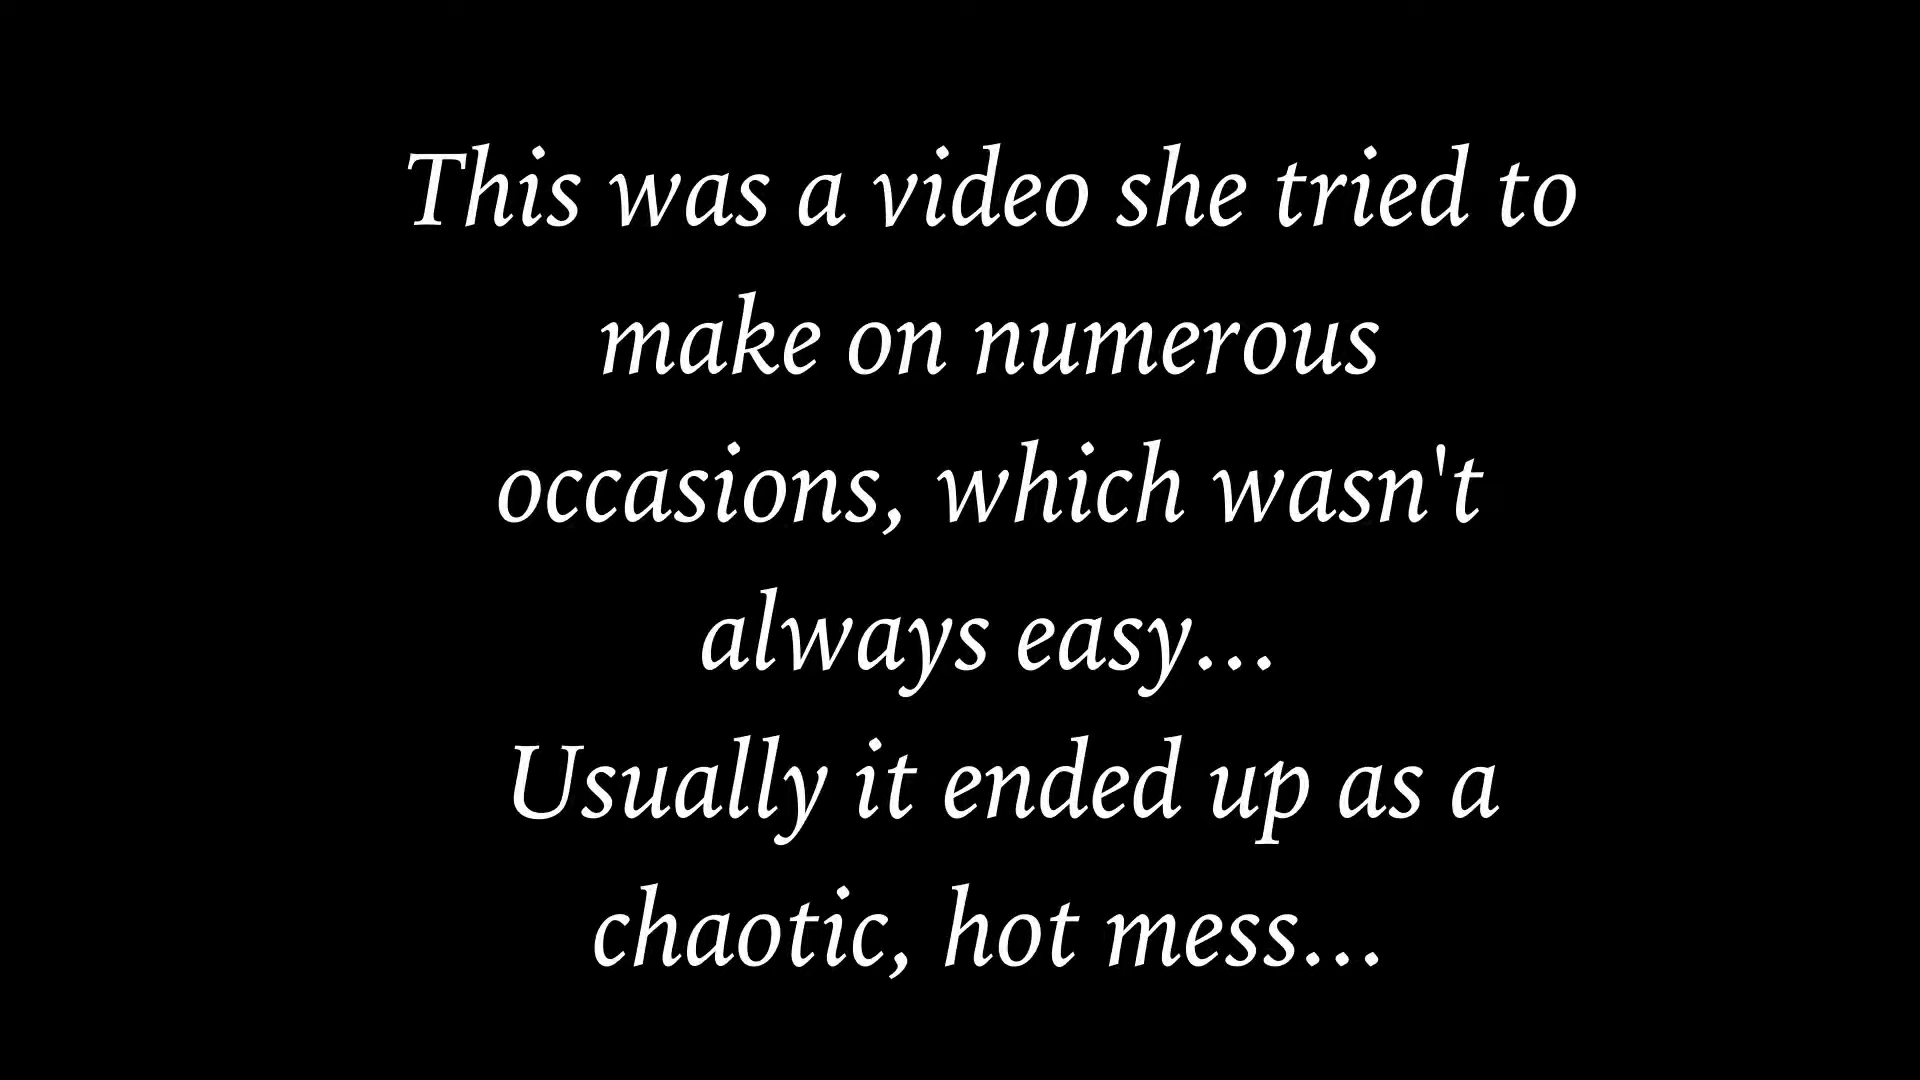 This was a video she tried to
make on numerous
occasions, which wasn't
always easy...
Usually it ended up as a
chaotic, hot mess...